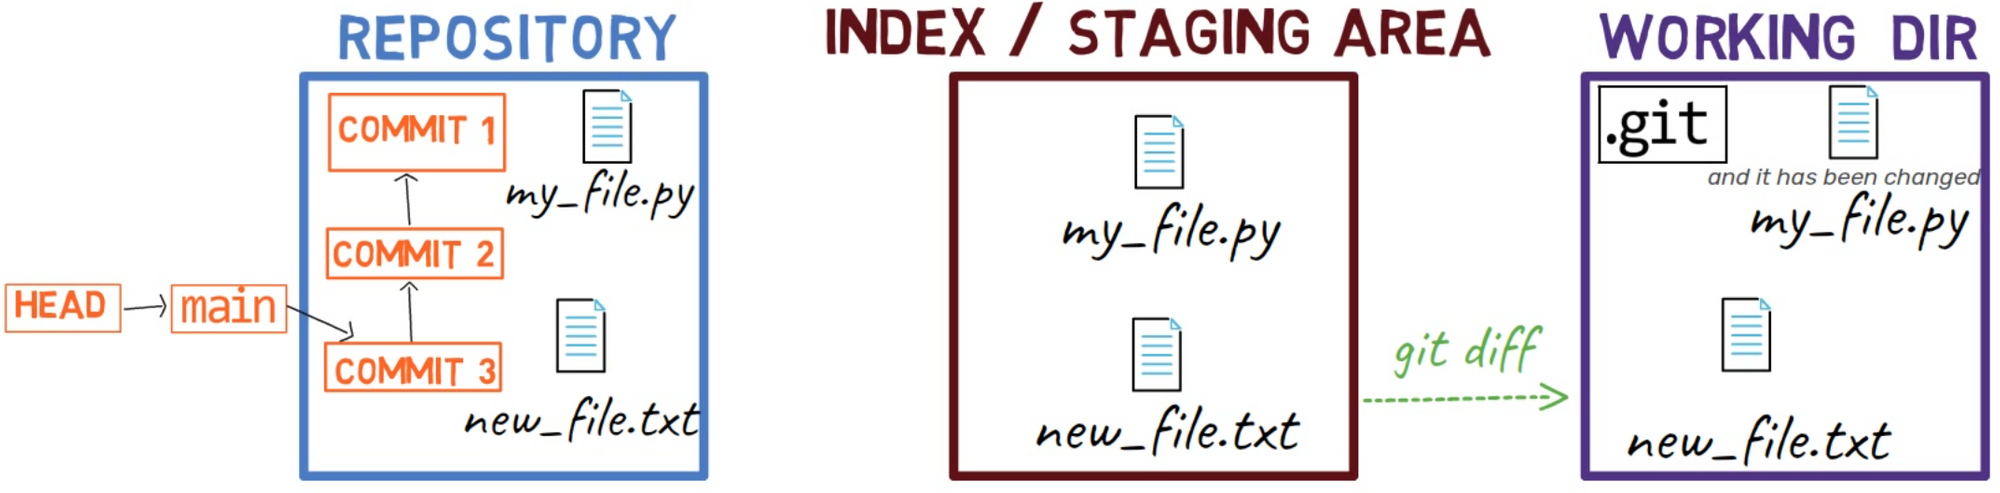 REPOSITORY
COMMIT 1
my_file.py
COMMIT 2
HEAD
main
COMMIT 3
new_file.txt
INDEX / STAGING AREA
my_file.py
new_file.txt
git diff
WORKING DIR
.git
and it has been changed
my_file.py
new_file.txt